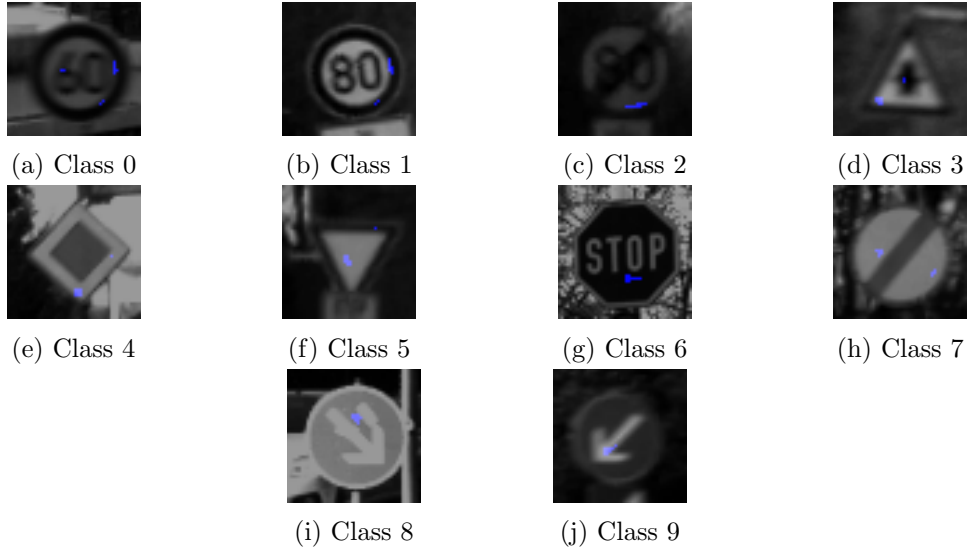 60
80
80
(a) Class 0
(b) Class 1
(c) Class 2
(d) Class 3
STOP
(e) Class 4
(f) Class 5
(g) Class 6
(h) Class 7
(i) Class 8
(j) Class 9